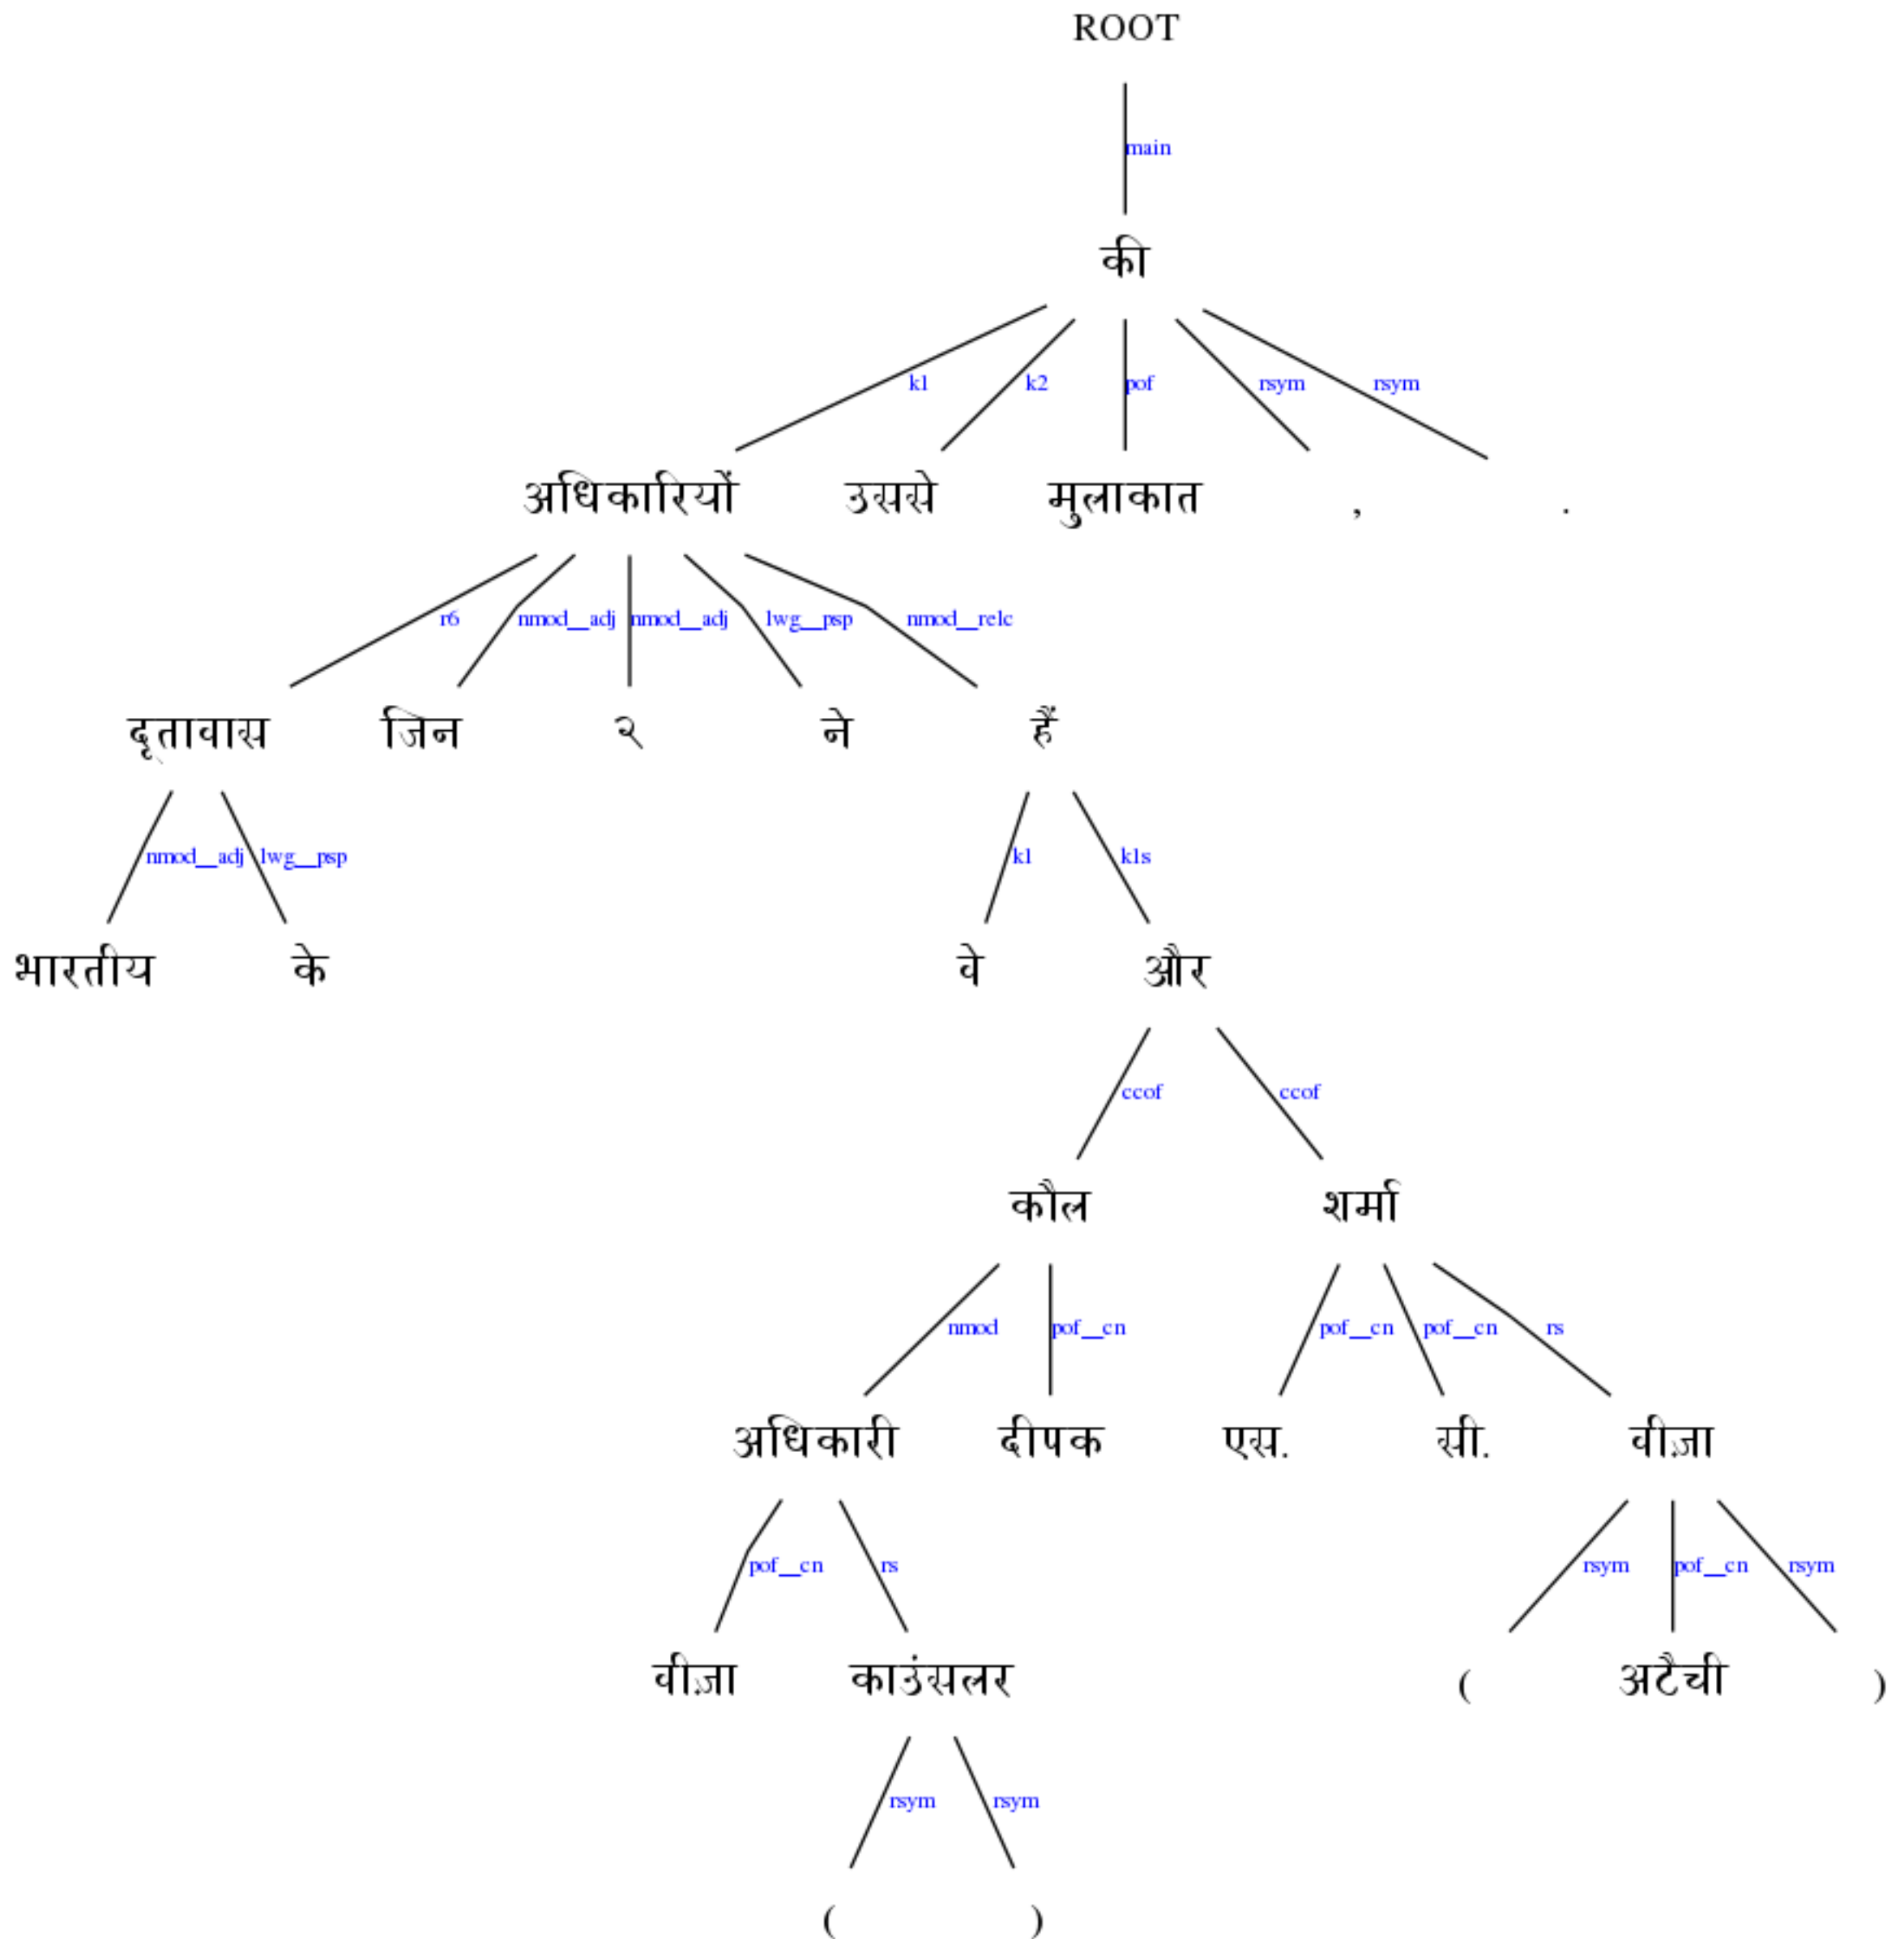 ROOT
main
की
k1 k2 pof rsym rsym
अधिकारियों उससे मुलाकात , .
r6 nmod__adj nmod__adj lwg__psp nmod__relc
दूतावास जिन २ ने हैं
nmod__adj lwg__psp k1 k1s
भारतीय के वे और
ccof ccof
कौल शर्मा
nmod pof__cn pof__cn pof__cn rs
अधिकारी दीपक एस. सी. वीज़ा
pof__cn rs rsym pof__cn rsym
वीज़ा काउंसलर ( अटैची )
rsym rsym
( )